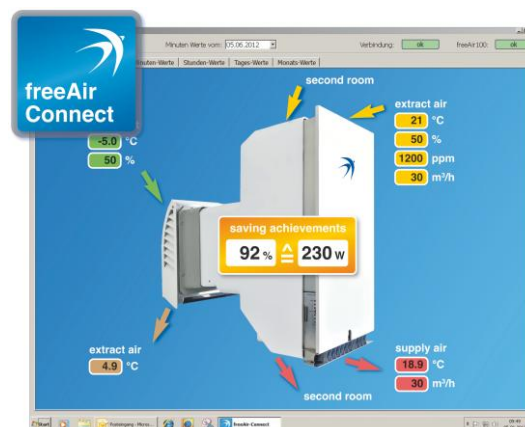 freeAir
Connect
Minuten Werte vom:
05.06.2012
Verbindung:
ok
freeAir100:
ok
Stunden-Werte
Tages-Werte
Monats-Werte
second room
extract air
21 °C
50 %
1200 ppm
30 m³/h
-5.0 °C
50 %
saving achievements
92 % ≙ 230 W
extract air
4.9 °C
supply air
18.9 °C
30 m³/h
second room
Start
freeAir-Connect